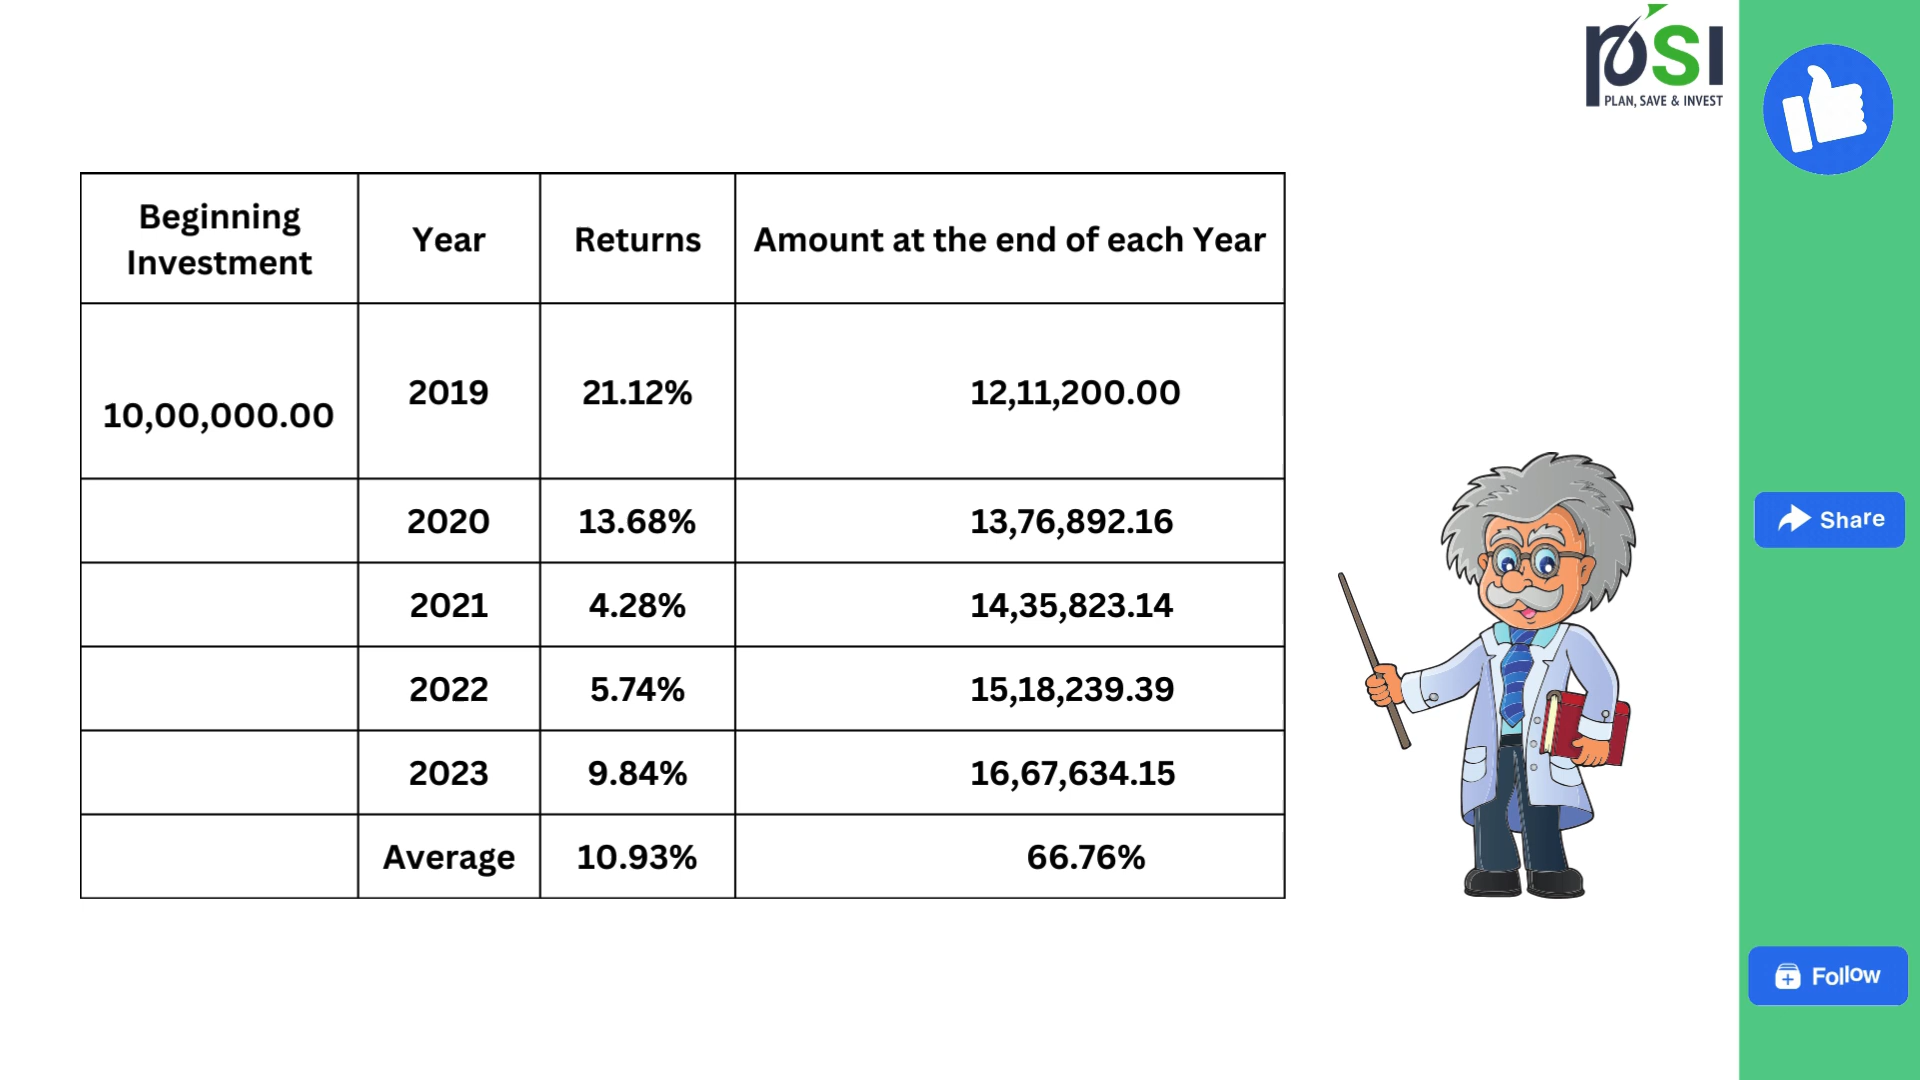 pSI
PLAN, SAVE & INVEST
Beginning
Investment
Year
Returns
Amount at the end of each Year
10,00,000.00
2019
21.12%
12,11,200.00
2020
13.68%
13,76,892.16
2021
4.28%
14,35,823.14
2022
5.74%
15,18,239.39
2023
9.84%
16,67,634.15
Average
10.93%
66.76%
Share
Follow